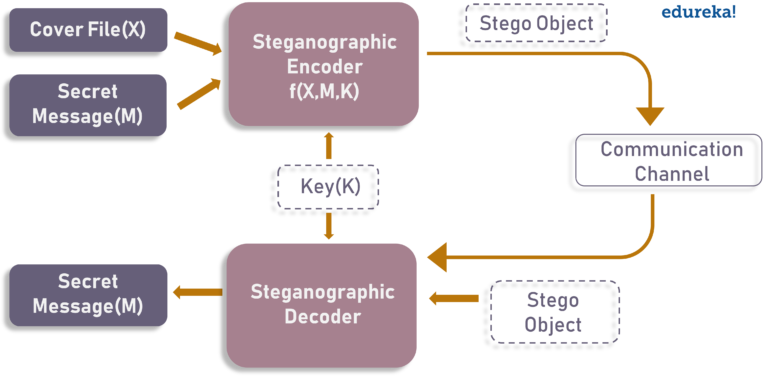 edureka!
Cover File(X)
Steganographic
Encoder
f(X,M,K)
Stego Object
Secret
Message(M)
Communication
Channel
Key(K)
Secret
Message(M)
Steganographic
Decoder
Stego
Object